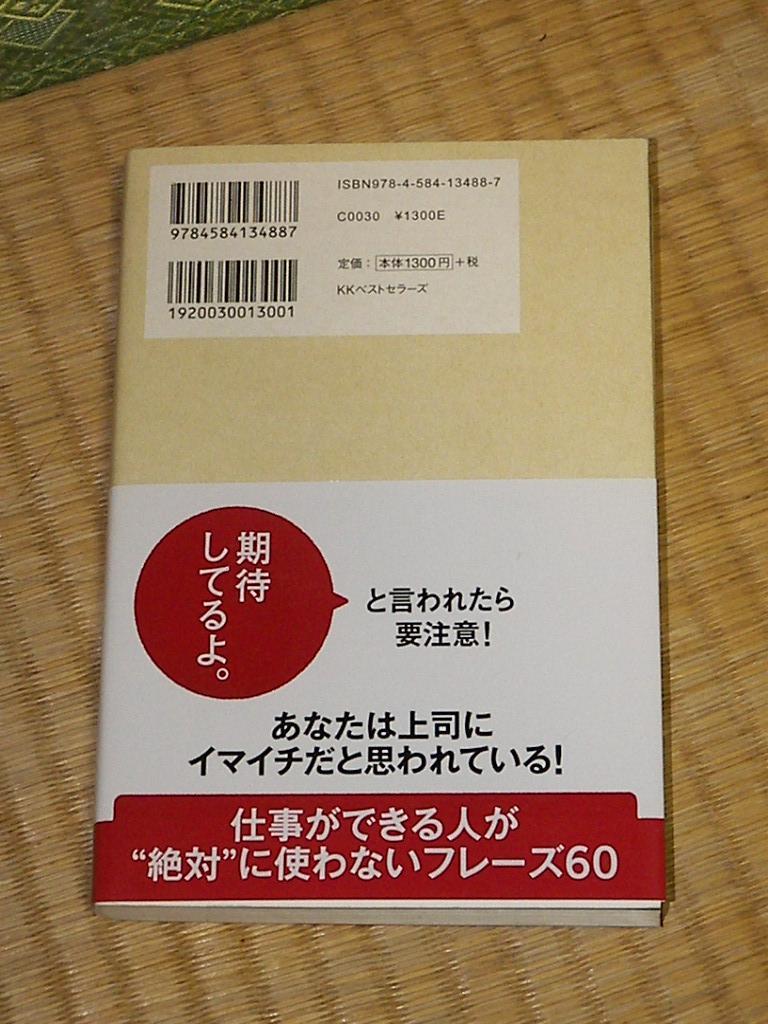 ISBN978-4-584-13488-7
C0030 ¥1300E
9784584134887
定価：本体1300円＋税
KKベストセラーズ
1920030013001
期待
してるよ。
と言われたら
要注意！
あなたは上司に
イマイチだと思われている！
仕事ができる人が
“絶対”に使わないフレーズ60